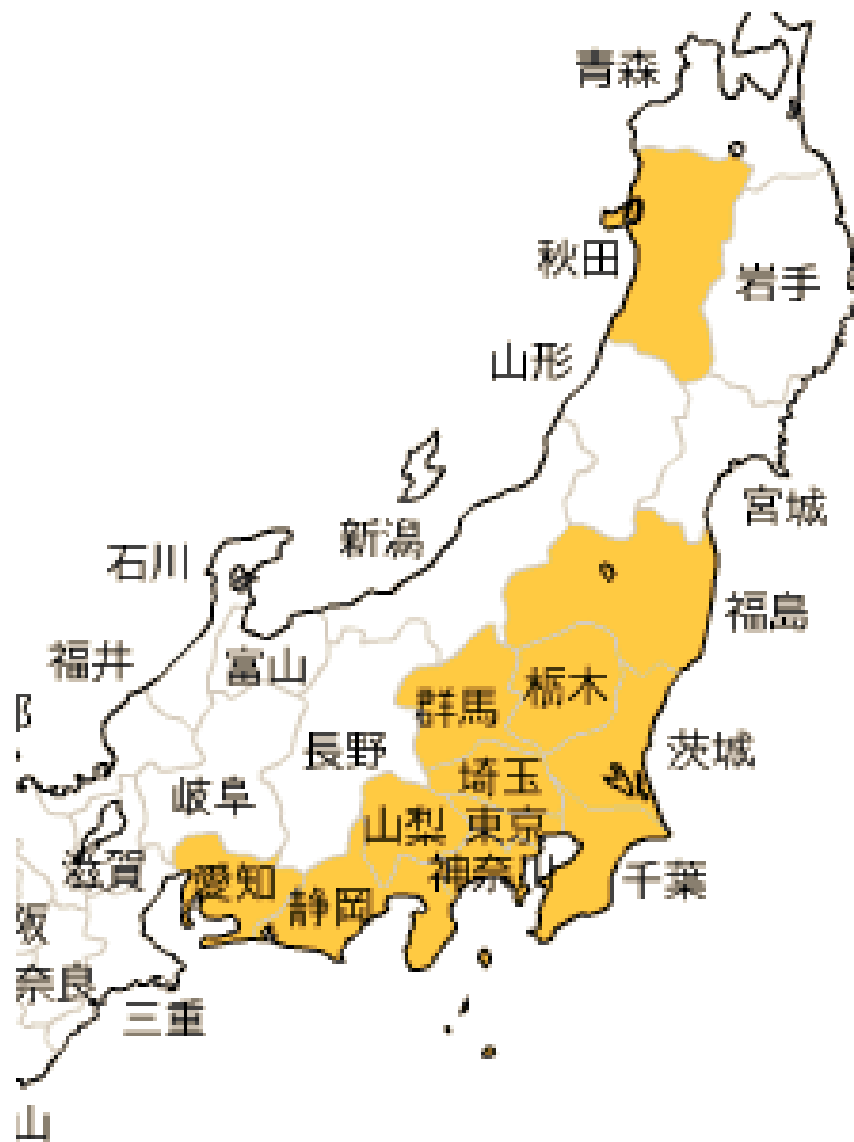 青森
秋田
岩手
山形
宮城
新潟
石川
福島
福井
富山
栃木
群馬
長野
茨城
埼玉
岐阜
山梨
東京
滋賀
愛知
神奈川
千葉
静岡
阪
奈良
三重
山